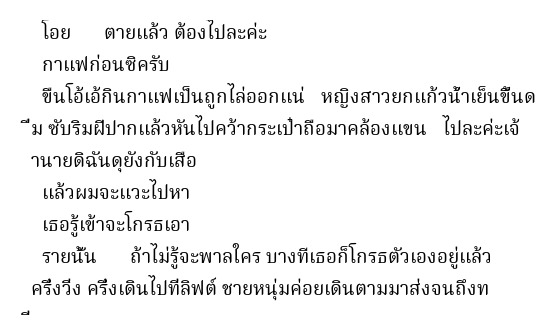 โอย ตายแล้ว ต้องไปละค่ะ
กาแฟก่อนซิครับ
ขืนโอ้เอ้กินกาแฟเป็นถูกไล่ออกแน่ หญิงสาวยกแก้วน้ำเย็นขึ้นด
ื่ม ซับริมฝีปากแล้วหันไปคว้ากระเป๋าถือมาคล้องแขน ไปละค่ะเจ้
านายดิฉันดุยังกับเสือ
แล้วผมจะแวะไปหา
เธอรู้เข้าจะโกรธเอา
รายนั้น ถ้าไม่รู้จะพาลใคร บางทีเธอก็โกรธตัวเองอยู่แล้ว
ครึ่งวิ่ง ครึ่งเดินไปที่ลิฟต์ ชายหนุ่มค่อยเดินตามมาส่งจนถึงท